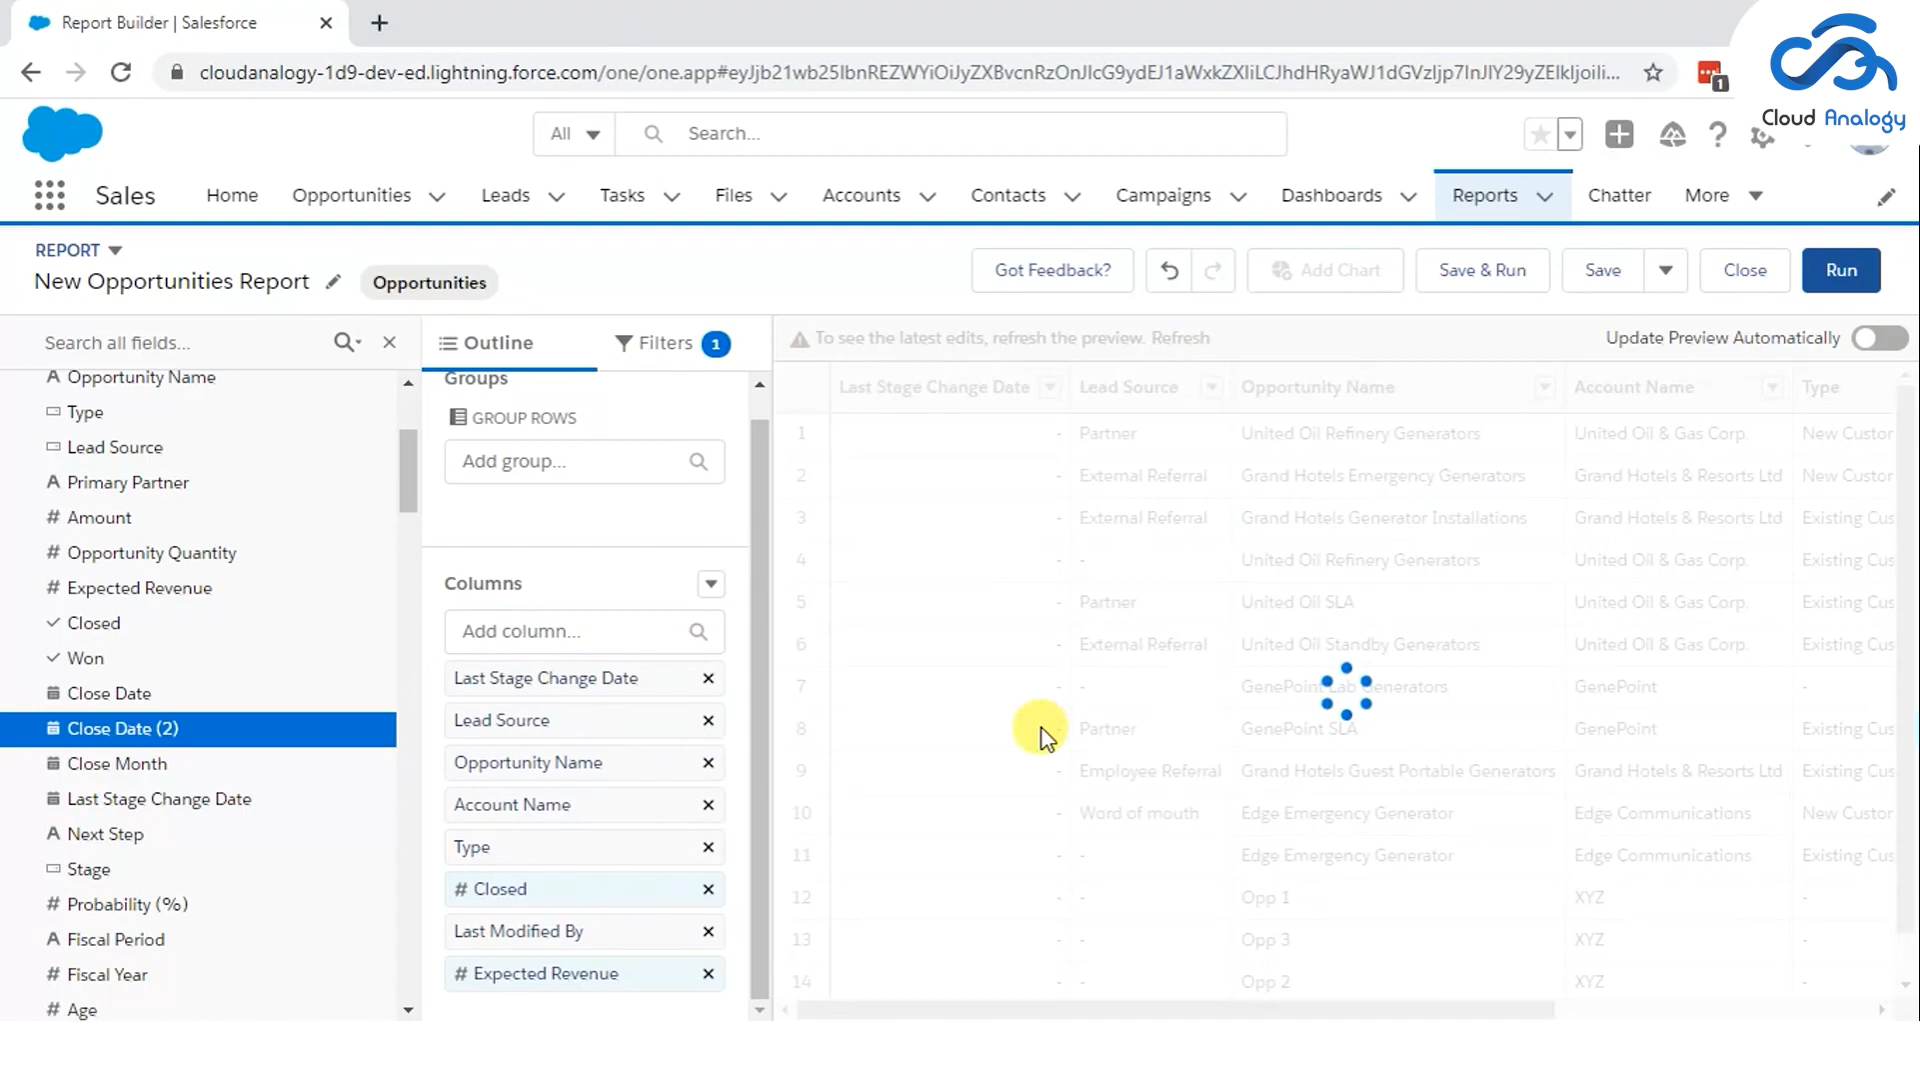 Report Builder | Salesforce
Cloud Analogy
All
Search...
Sales
Home
Opportunities
Leads
Tasks
Files
Accounts
Contacts
Campaigns
Dashboards
Reports
Chatter
More
REPORT
New Opportunities Report
Opportunities
Got Feedback?
Add Chart
Save & Run
Save
Close
Run
Search all fields...
Opportunity Name
Type
Lead Source
Primary Partner
Amount
Opportunity Quantity
Expected Revenue
Closed
Won
Close Date
Close Date (2)
Close Month
Last Stage Change Date
Next Step
Stage
Probability (%)
Fiscal Period
Fiscal Year
Age
Outline
Filters 1
Groups
GROUP ROWS
Add group...
Columns
Add column...
Last Stage Change Date
Lead Source
Opportunity Name
Account Name
Type
# Closed
Last Modified By
# Expected Revenue
To see the latest edits, refresh the preview. Refresh
Update Preview Automatically
Last Stage Change Date Lead Source Opportunity Name Account Name Type
1 - Partner United Oil Refinery Generators United Oil & Gas Corp. New Custor
2 - External Referral Grand Hotels Emergency Generators Grand Hotels & Resorts Ltd New Custor
3 - External Referral Grand Hotels Generator Installations Grand Hotels & Resorts Ltd Existing Cus
4 - - United Oil Refinery Generators United Oil & Gas Corp. Existing Cus
5 - Partner United Oil SLA United Oil & Gas Corp. Existing Cus
6 - External Referral United Oil Standby Generators United Oil & Gas Corp. Existing Cus
7 - - GenePoint Lab Generators GenePoint -
8 - Partner GenePoint SLA GenePoint Existing Cus
9 - Employee Referral Grand Hotels Guest Portable Generators Grand Hotels & Resorts Ltd Existing Cus
10 - Word of mouth Edge Emergency Generator Edge Communications New Custor
11 - - Edge Emergency Generator Edge Communications Existing Cus
12 - - Opp 1 XYZ -
13 - - Opp 3 XYZ -
14 - - Opp 2 XYZ -